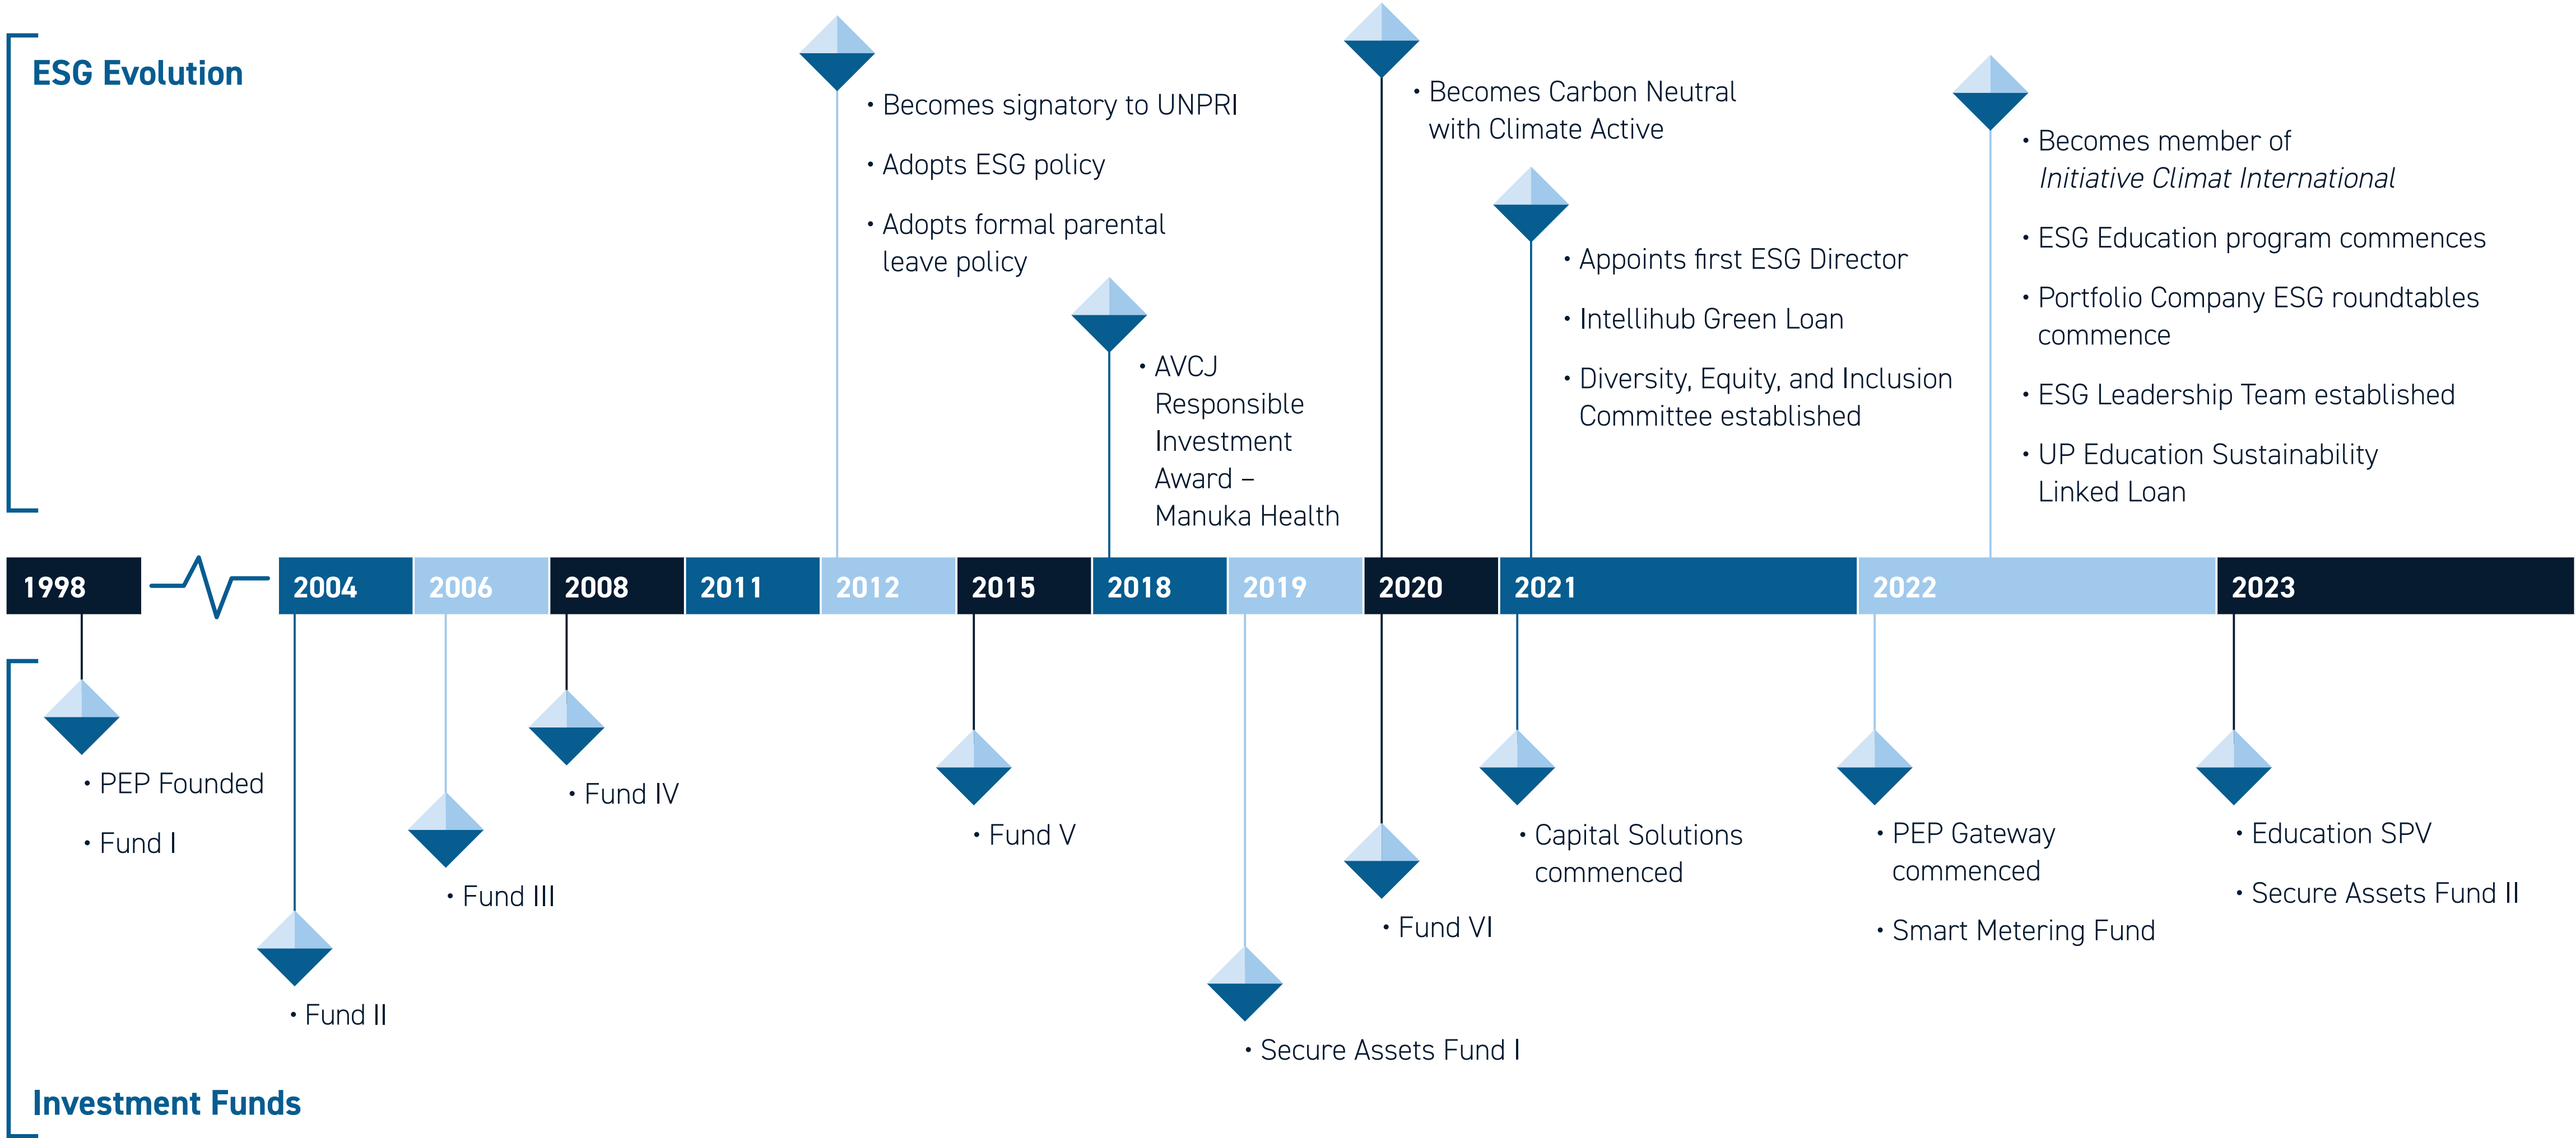 ESG Evolution
• Becomes signatory to UNPRI
• Adopts ESG policy
• Adopts formal parental
leave policy
• AVCJ
Responsible
Investment
Award –
Manuka Health
• Becomes Carbon Neutral
with Climate Active
• Appoints first ESG Director
• Intellihub Green Loan
• Diversity, Equity, and Inclusion
Committee established
• Becomes member of
Initiative Climat International
• ESG Education program commences
• Portfolio Company ESG roundtables
commence
• ESG Leadership Team established
• UP Education Sustainability
Linked Loan
1998
2004
2006
2008
2011
2012
2015
2018
2019
2020
2021
2022
2023
• PEP Founded
• Fund I
• Fund II
• Fund III
• Fund IV
• Fund V
• Secure Assets Fund I
• Fund VI
• Capital Solutions
commenced
• PEP Gateway
commenced
• Smart Metering Fund
• Education SPV
• Secure Assets Fund II
Investment Funds